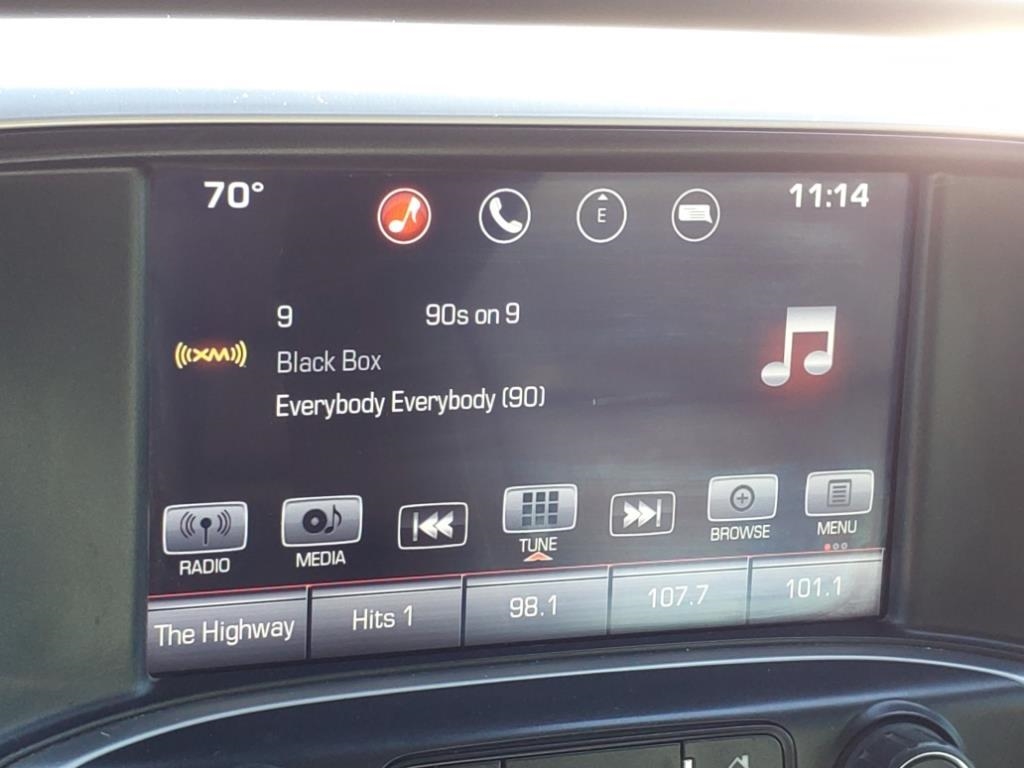 70°
E
11:14
9 90s on 9
((XM))
Black Box
Everybody Everybody (90)
RADIO
MEDIA
TUNE
BROWSE
MENU
The Highway
Hits 1
98.1
107.7
101.1